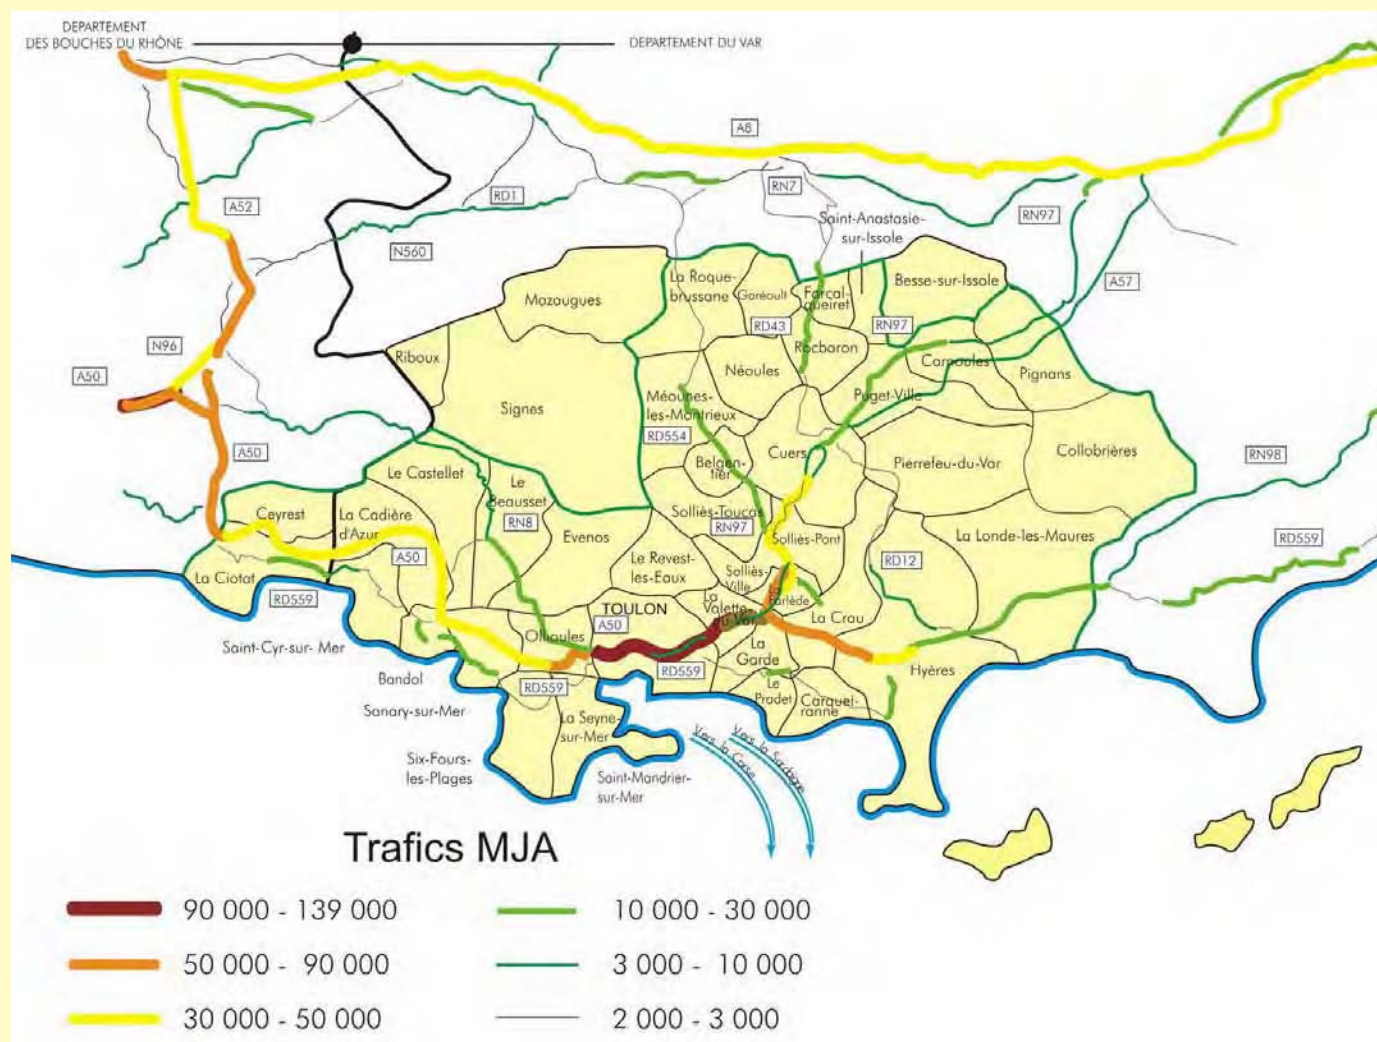 DEPARTEMENT
DES BOUCHES DU RHÔNE
DEPARTEMENT DU VAR
A8
RN7
RD1
A52
RN97
Saint-Anastasie-
sur-Issole
N560
A57
La Roque-
brussane
Garéoult
Forcal-
queiret
Besse-sur-Issole
Mazaugues
RD43
RN97
N96
Riboux
Rocbaron
Carnoules
A50
Néoules
Pignans
Signes
Méounes-
les-Montrieux
Puget-Ville
RD554
A50
Cuers
Collobrières
RN98
Belgen-
tier
Pierrefeu-du-Var
Le Castellet
Le
Beausset
Ceyrest
La Cadière
d'Azur
Solliès-Toucas
RN97
RN8
Evenos
Solliès-Pont
La Londe-les-Maures
RD559
A50
Le Revest-
les-Eaux
RD12
La Ciotat
Solliès-
Ville
RD559
TOULON
La
Valette-
du-Var
La
Farlède
La Crau
A50
Ollioules
Saint-Cyr-sur- Mer
La
Garde
Hyères
RD559
RD559
Bandol
Le
Pradet
Carquei-
ranne
Sanary-sur-Mer
La Seyne-
sur-Mer
Vers la Corse
Vers la Sardagne
Six-Fours-
les-Plages
Saint-Mandrier-
sur-Mer
Trafics MJA
90 000 - 139 000
10 000 - 30 000
50 000 - 90 000
3 000 - 10 000
30 000 - 50 000
2 000 - 3 000